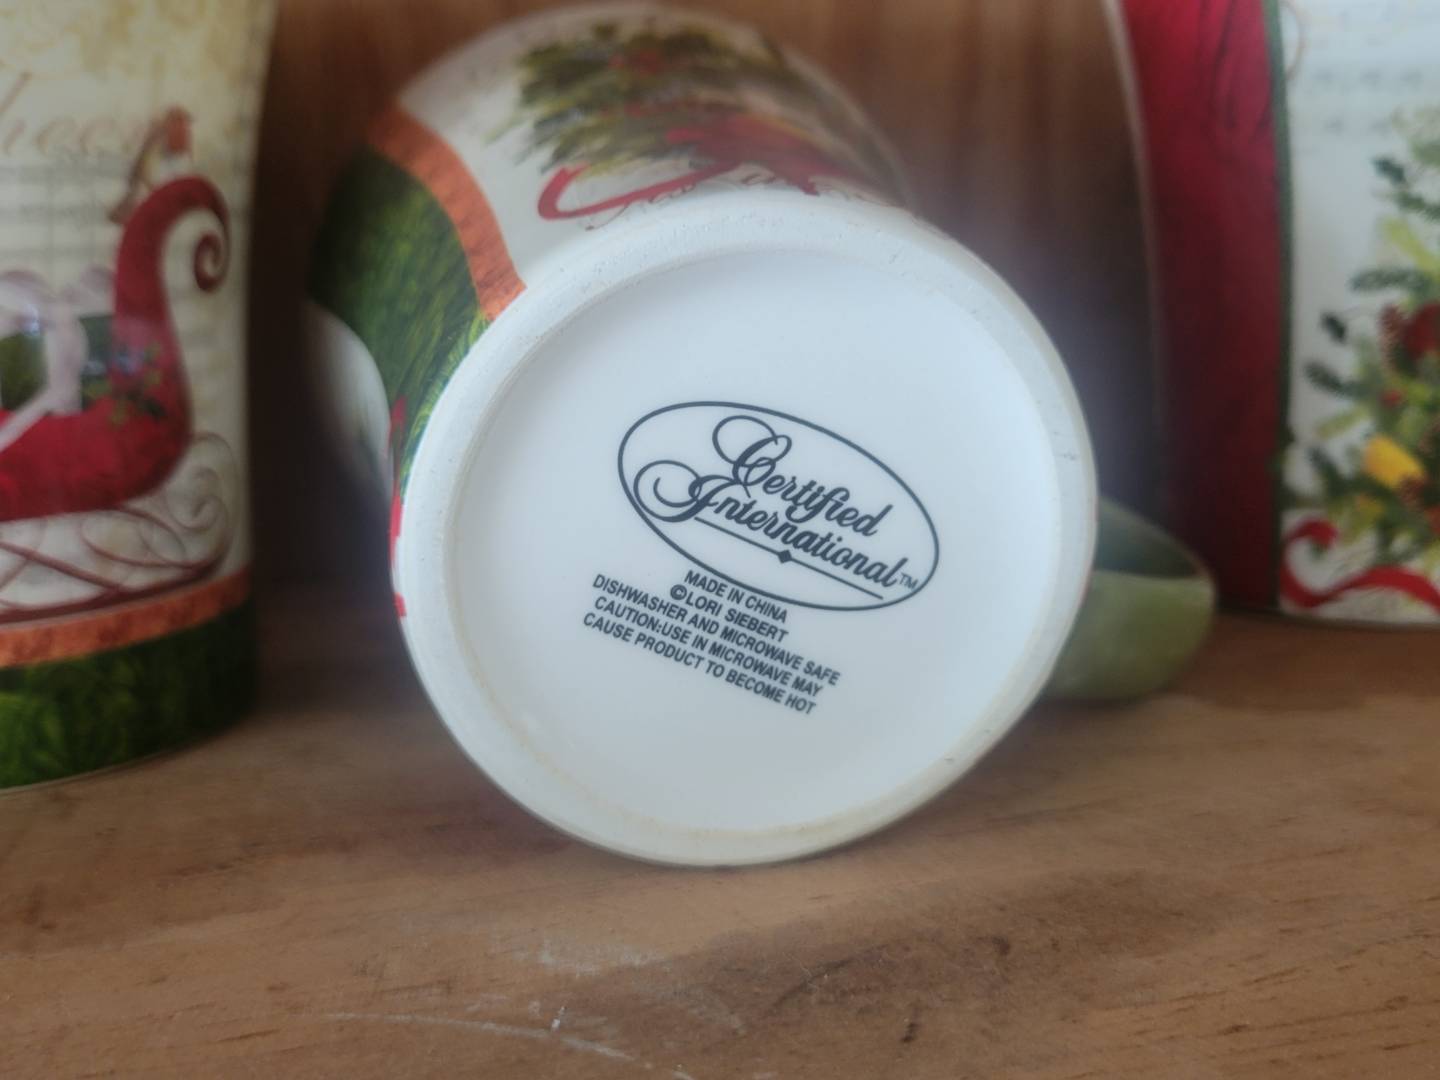 Certified
International™
MADE IN CHINA
©LORI SIEBERT
DISHWASHER AND MICROWAVE SAFE
CAUTION:USE IN MICROWAVE MAY
CAUSE PRODUCT TO BECOME HOT